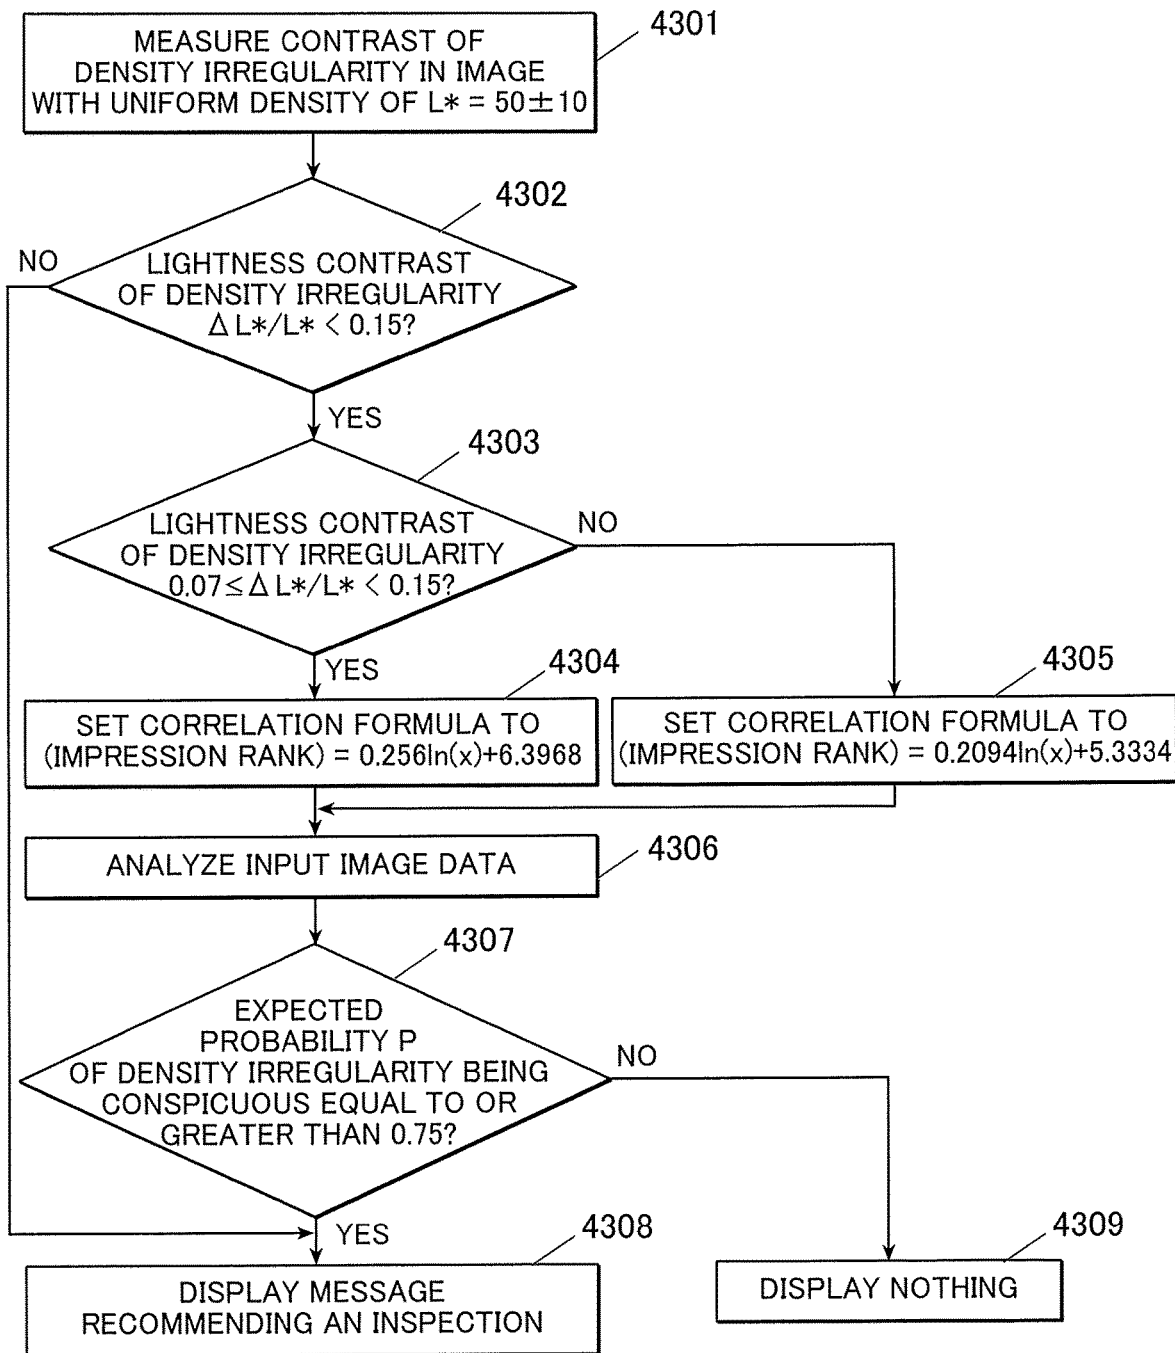 4301
MEASURE CONTRAST OF
DENSITY IRREGULARITY IN IMAGE
WITH UNIFORM DENSITY OF L* = 50±10
4302
NO
LIGHTNESS CONTRAST
OF DENSITY IRREGULARITY
Δ L*/L* < 0.15?
YES
4303
LIGHTNESS CONTRAST
OF DENSITY IRREGULARITY
0.07≤Δ L*/L* < 0.15?
NO
YES
4304
SET CORRELATION FORMULA TO
(IMPRESSION RANK) = 0.256ln(x)+6.3968
4305
SET CORRELATION FORMULA TO
(IMPRESSION RANK) = 0.2094ln(x)+5.3334
4306
ANALYZE INPUT IMAGE DATA
4307
EXPECTED
PROBABILITY P
OF DENSITY IRREGULARITY BEING
CONSPICUOUS EQUAL TO OR
GREATER THAN 0.75?
NO
YES
4308
DISPLAY MESSAGE
RECOMMENDING AN INSPECTION
4309
DISPLAY NOTHING